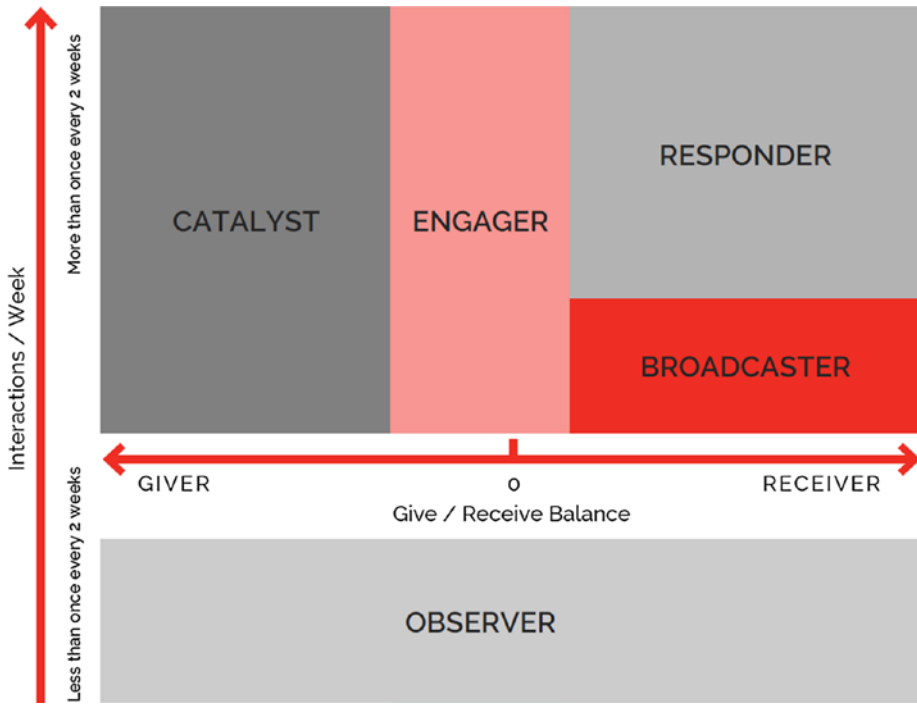 Interactions / Week
More than once every 2 weeks
Less than once every 2 weeks
CATALYST
ENGAGER
RESPONDER
BROADCASTER
GIVER
0
RECEIVER
Give / Receive Balance
OBSERVER